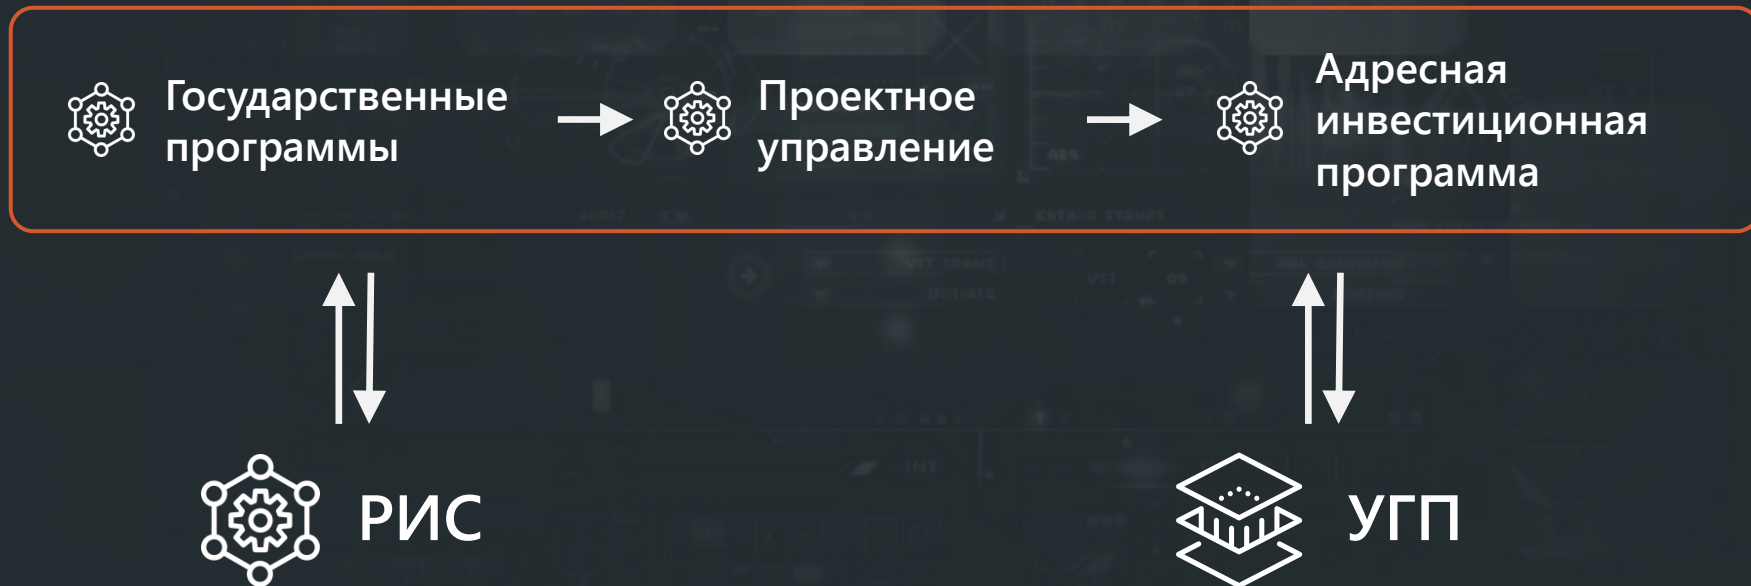 Государственные
программы
Проектное
управление
Адресная
инвестиционная
программа
РИС
УГП